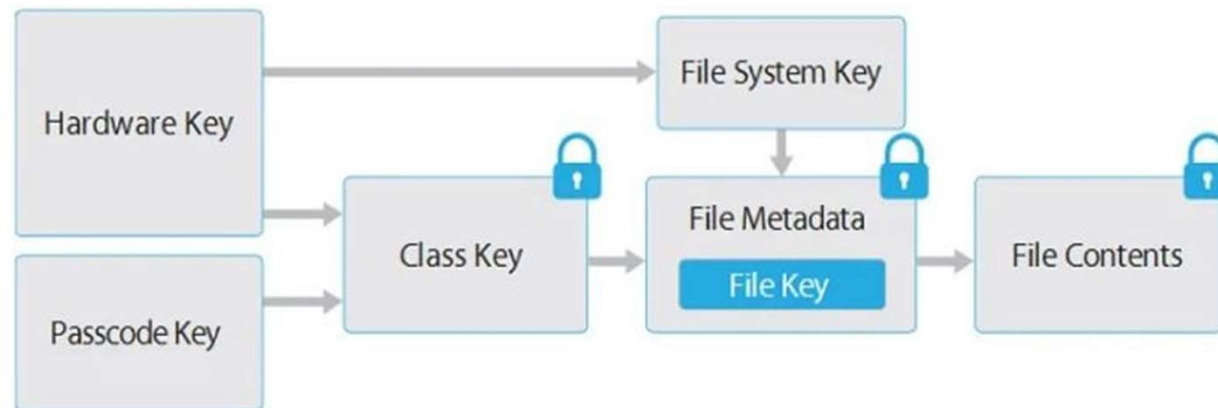 Hardware Key
File System Key
Class Key
File Metadata
File Key
File Contents
Passcode Key